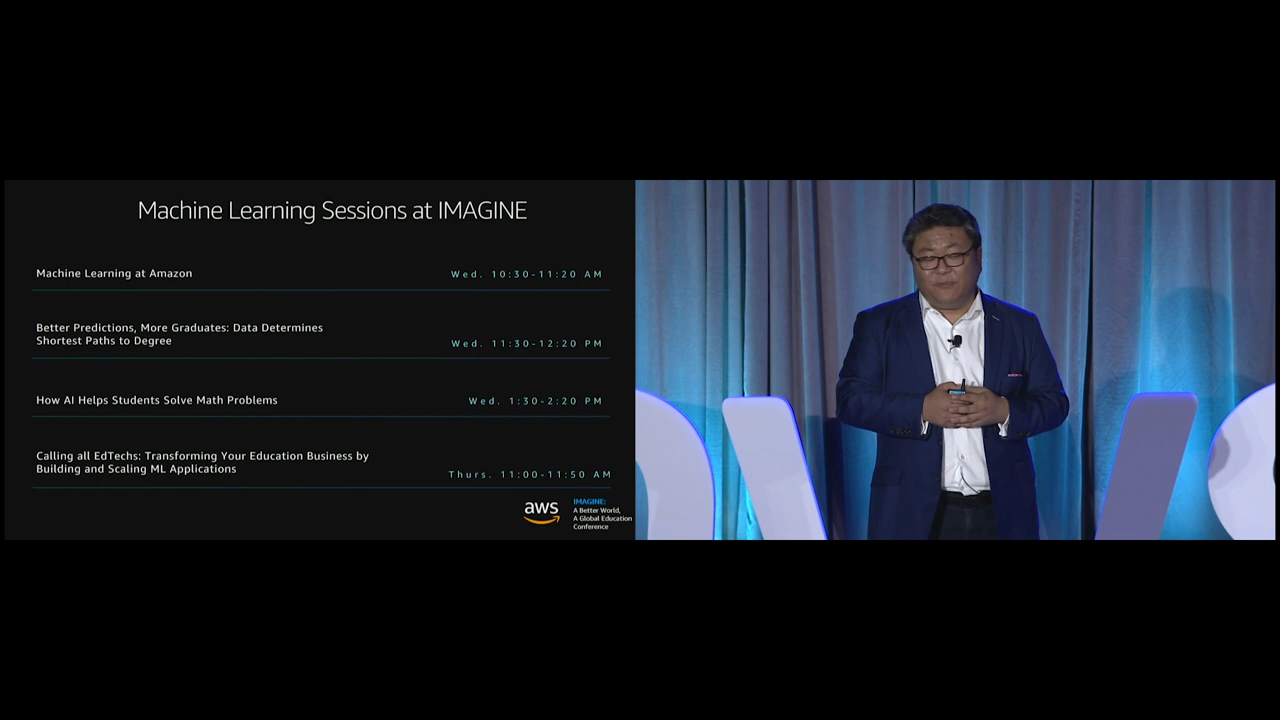 Machine Learning Sessions at IMAGINE
Machine Learning at Amazon
Wed. 10:30-11:20 AM
Better Predictions, More Graduates: Data Determines
Shortest Paths to Degree
Wed. 11:30-12:20 PM
How AI Helps Students Solve Math Problems
Wed. 1:30-2:20 PM
Calling all EdTechs: Transforming Your Education Business by
Building and Scaling ML Applications
Thurs. 11:00-11:50 AM
aws
IMAGINE:
A Better World,
A Global Education
Conference